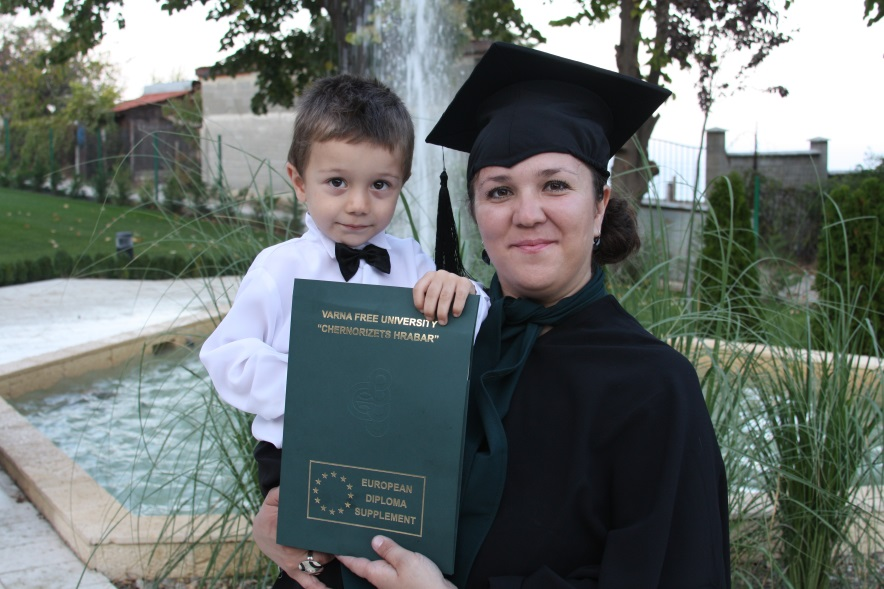 VARNA FREE UNIVERSITY
"CHERNORIZETS HRABAR"
EUROPEAN
DIPLOMA
SUPPLEMENT